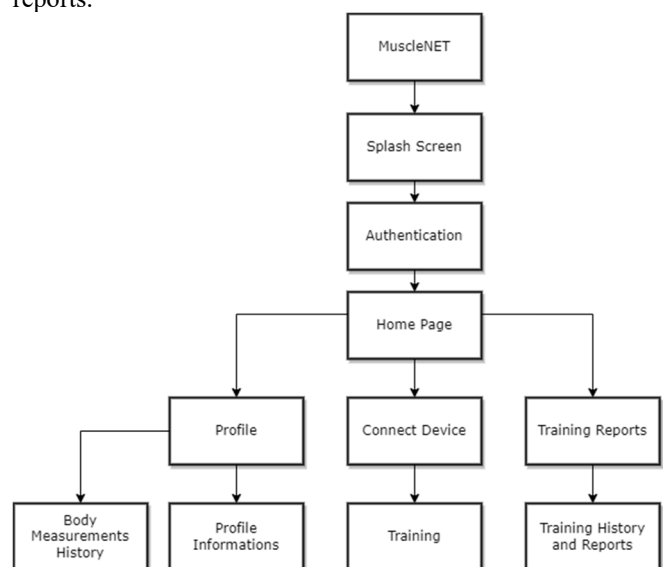 reports.
MuscleNET
Splash Screen
Authentication
Home Page
Profile
Connect Device
Training Reports
Body
Measurements
History
Profile
Informations
Training
Training History
and Reports